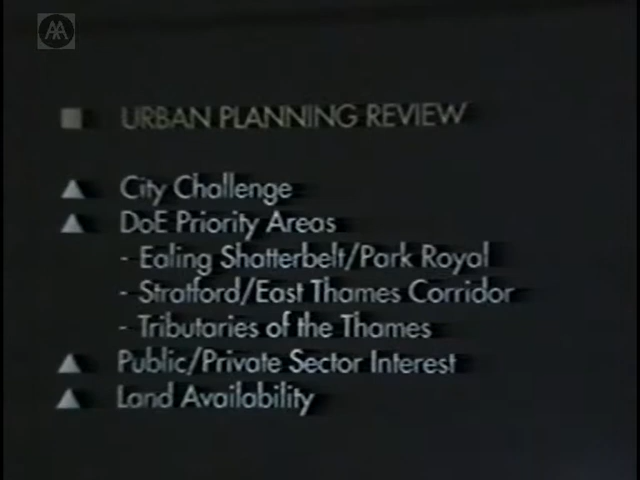 AA
URBAN PLANNING REVIEW
City Challenge
DoE Priority Areas
- Ealing Shatterbelt/Park Royal
- Stratford/East Thames Corridor
- Tributaries of the Thames
Public/Private Sector Interest
Land Availability